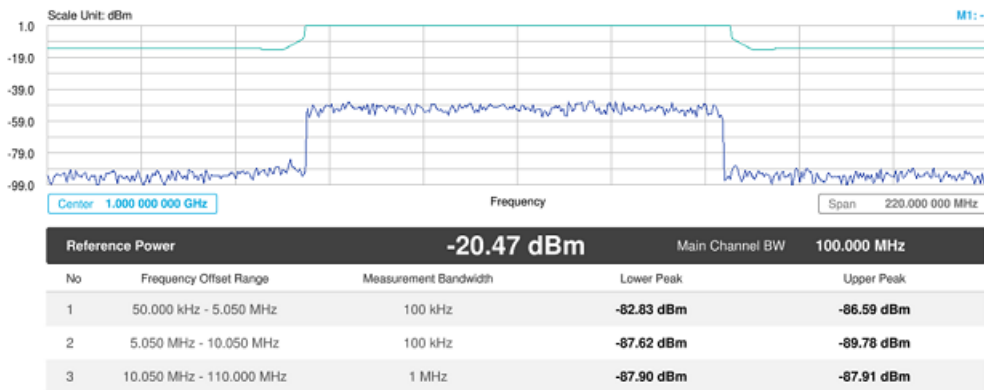 Scale Unit: dBm
M1: -
1.0
-19.0
-39.0
-59.0
-79.0
-99.0
Center 1.000 000 000 GHz
Frequency
Span 220.000 000 MHz
Reference Power -20.47 dBm Main Channel BW 100.000 MHz
No Frequency Offset Range Measurement Bandwidth Lower Peak Upper Peak
1 50.000 kHz - 5.050 MHz 100 kHz -82.83 dBm -86.59 dBm
2 5.050 MHz - 10.050 MHz 100 kHz -87.62 dBm -89.78 dBm
3 10.050 MHz - 110.000 MHz 1 MHz -87.90 dBm -87.91 dBm